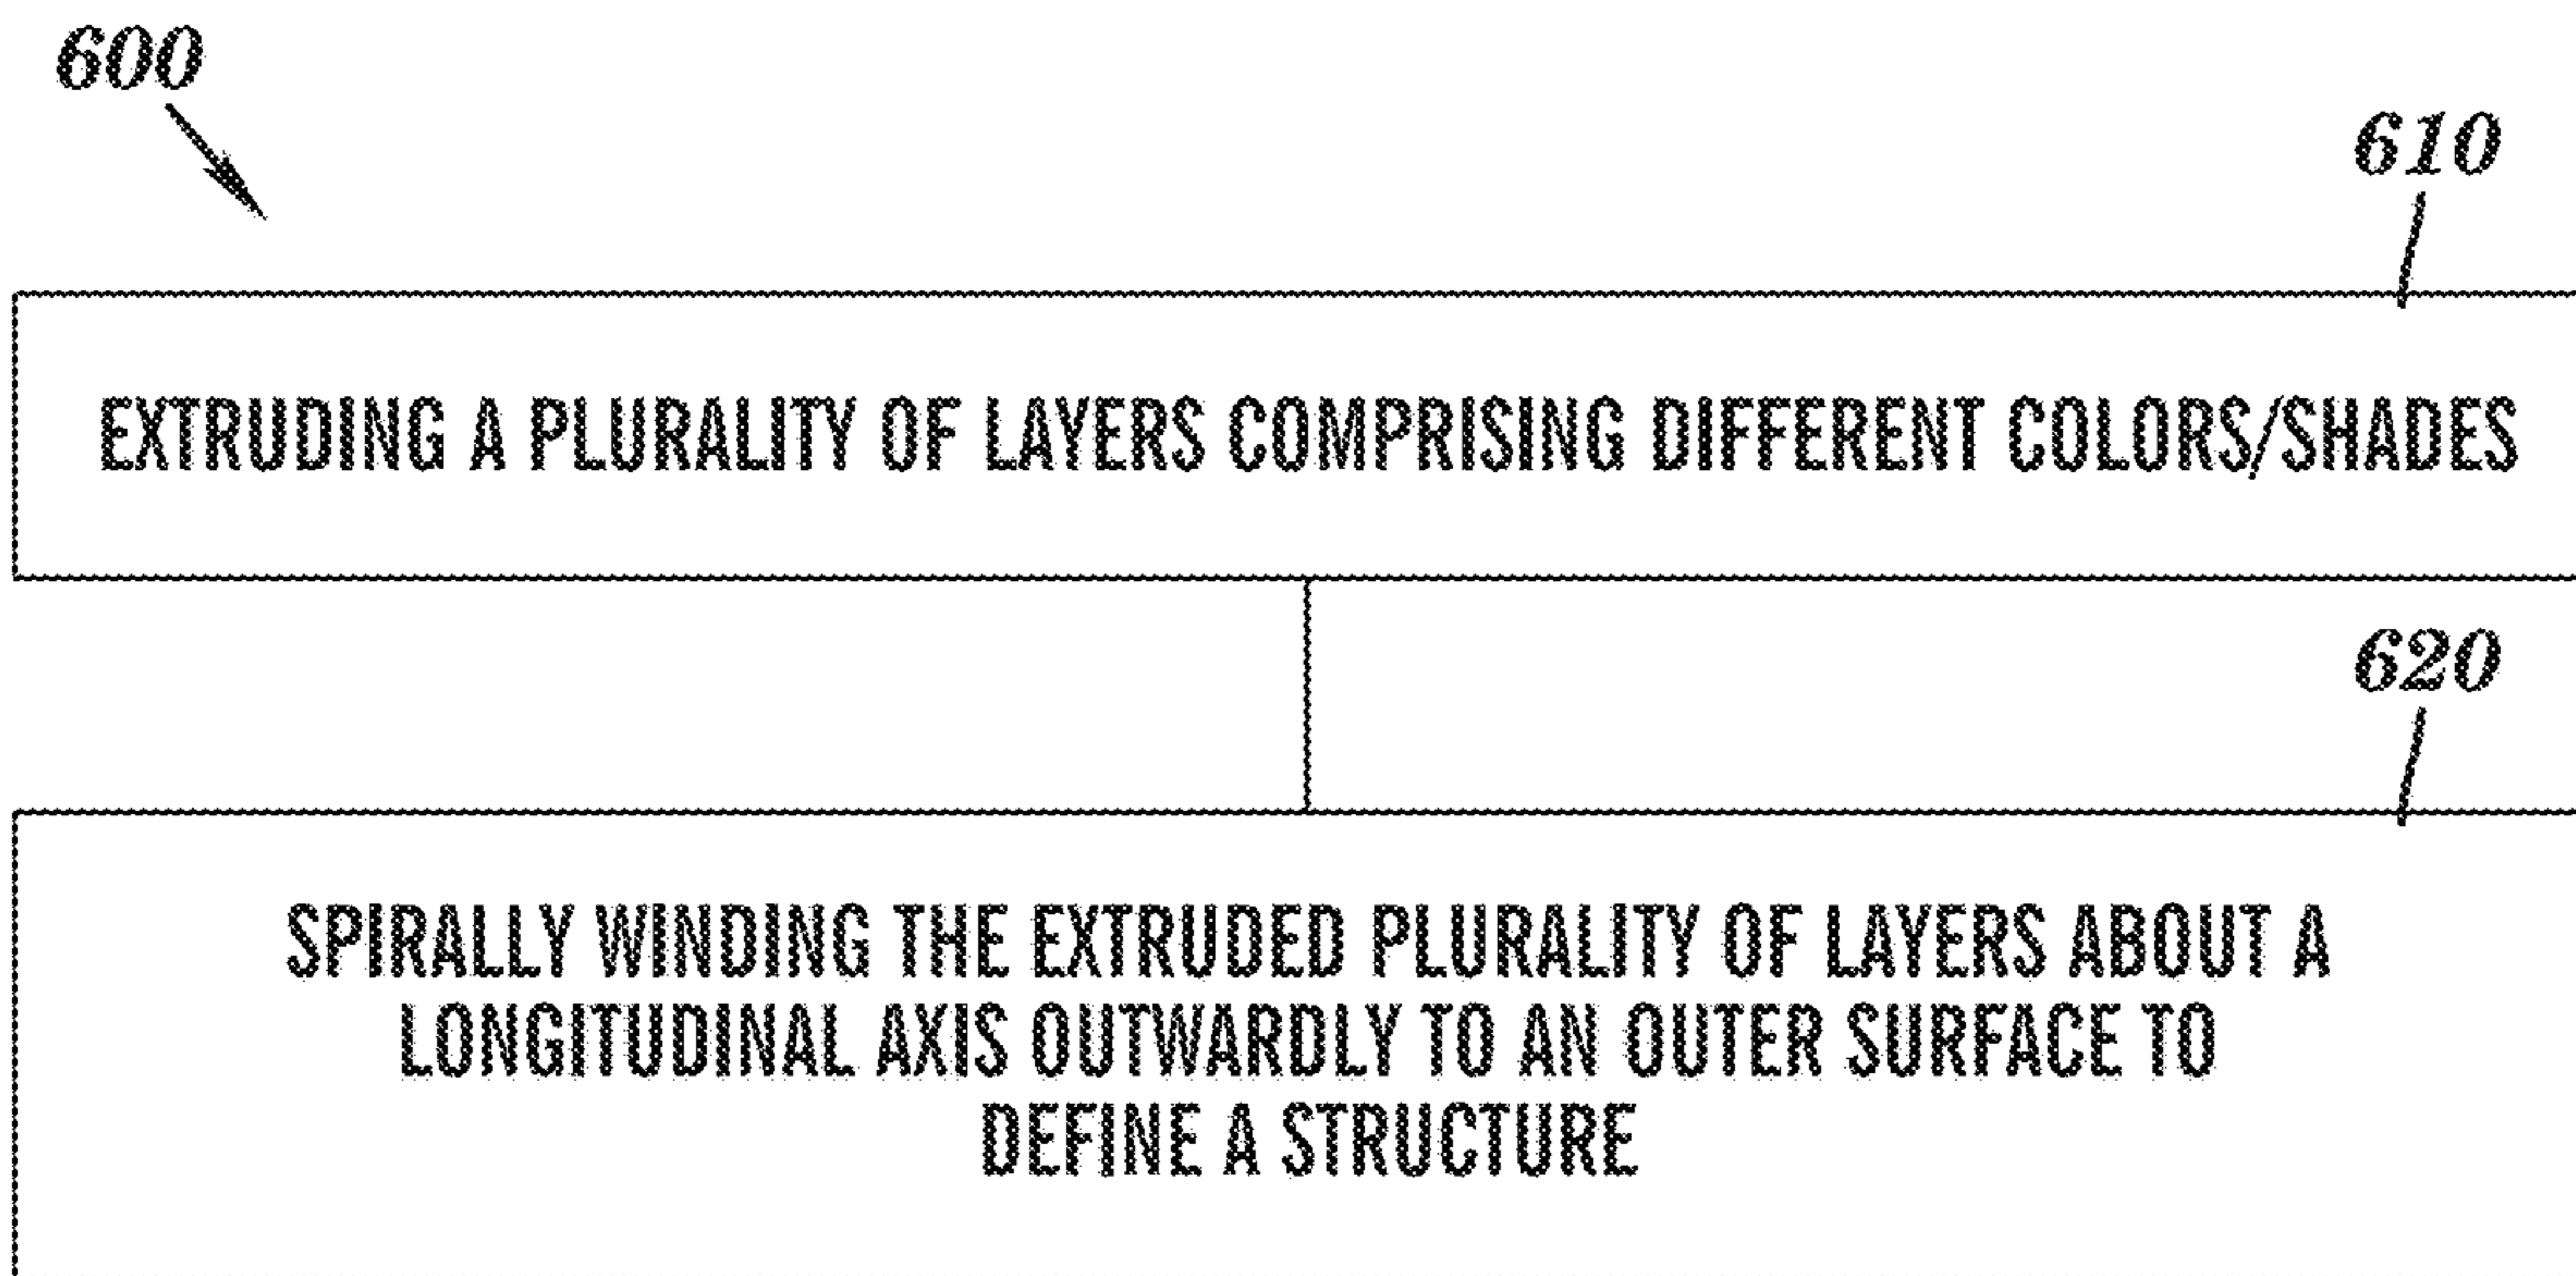 600
610
EXTRUDING A PLURALITY OF LAYERS COMPRISING DIFFERENT COLORS/SHADES
620
SPIRALLY WINDING THE EXTRUDED PLURALITY OF LAYERS ABOUT A
LONGITUDINAL AXIS OUTWARDLY TO AN OUTER SURFACE TO
DEFINE A STRUCTURE